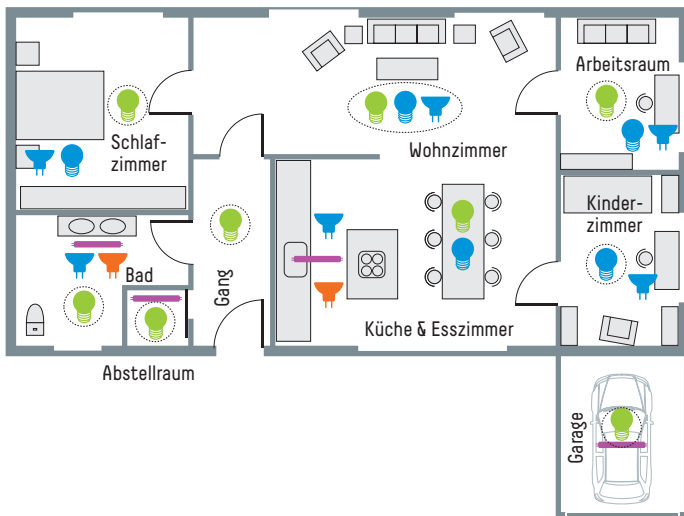 Arbeitsraum
Schlaf-
zimmer
Wohnzimmer
Kinder-
zimmer
Bad
Gang
Küche & Esszimmer
Abstellraum
Garage